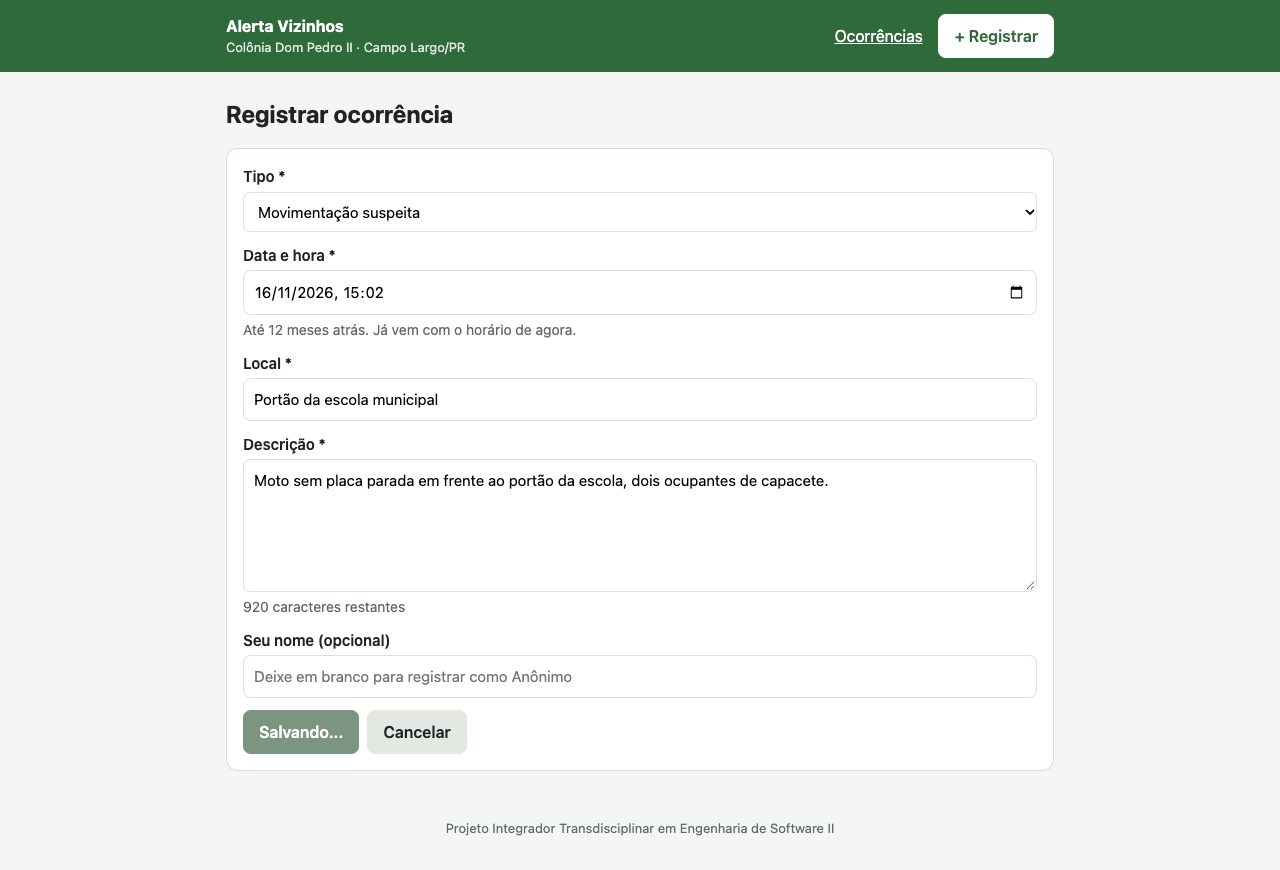 Alerta Vizinhos
Colônia Dom Pedro II · Campo Largo/PR
Ocorrências
+ Registrar
Registrar ocorrência
Tipo *
Movimentação suspeita
Data e hora *
16/11/2026, 15:02
Até 12 meses atrás. Já vem com o horário de agora.
Local *
Portão da escola municipal
Descrição *
Moto sem placa parada em frente ao portão da escola, dois ocupantes de capacete.
920 caracteres restantes
Seu nome (opcional)
Deixe em branco para registrar como Anônimo
Salvando...
Cancelar
Projeto Integrador Transdisciplinar em Engenharia de Software II